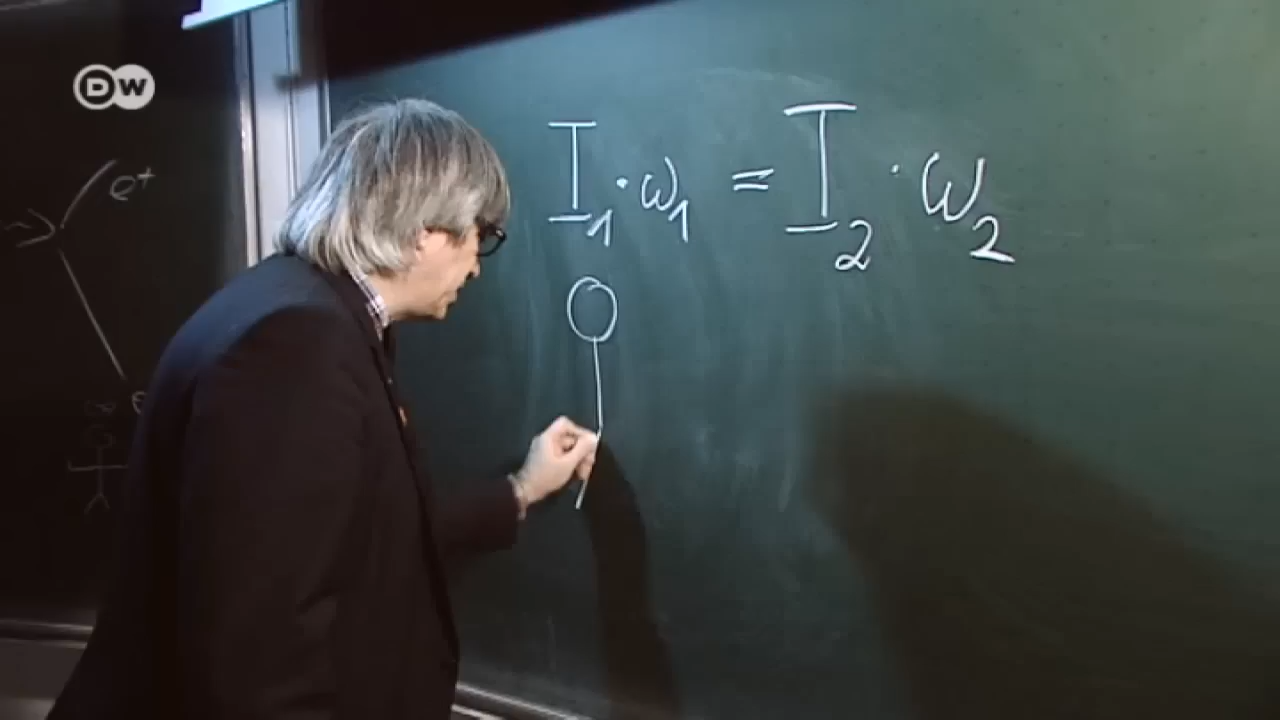 DW
I₁ · ω₁ = I₂ · ω₂
e⁺